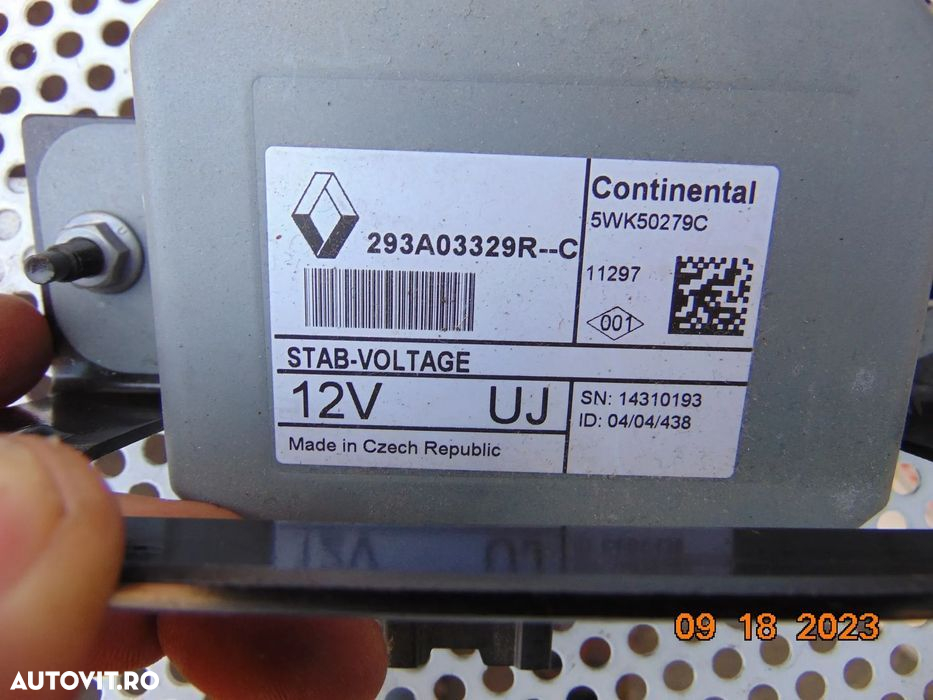 293A03329R--C
STAB-VOLTAGE
12V UJ
Made in Czech Republic
Continental
5WK50279C
11297
001
SN: 14310193
ID: 04/04/438
09 18 2023
AUTOVIT.RO